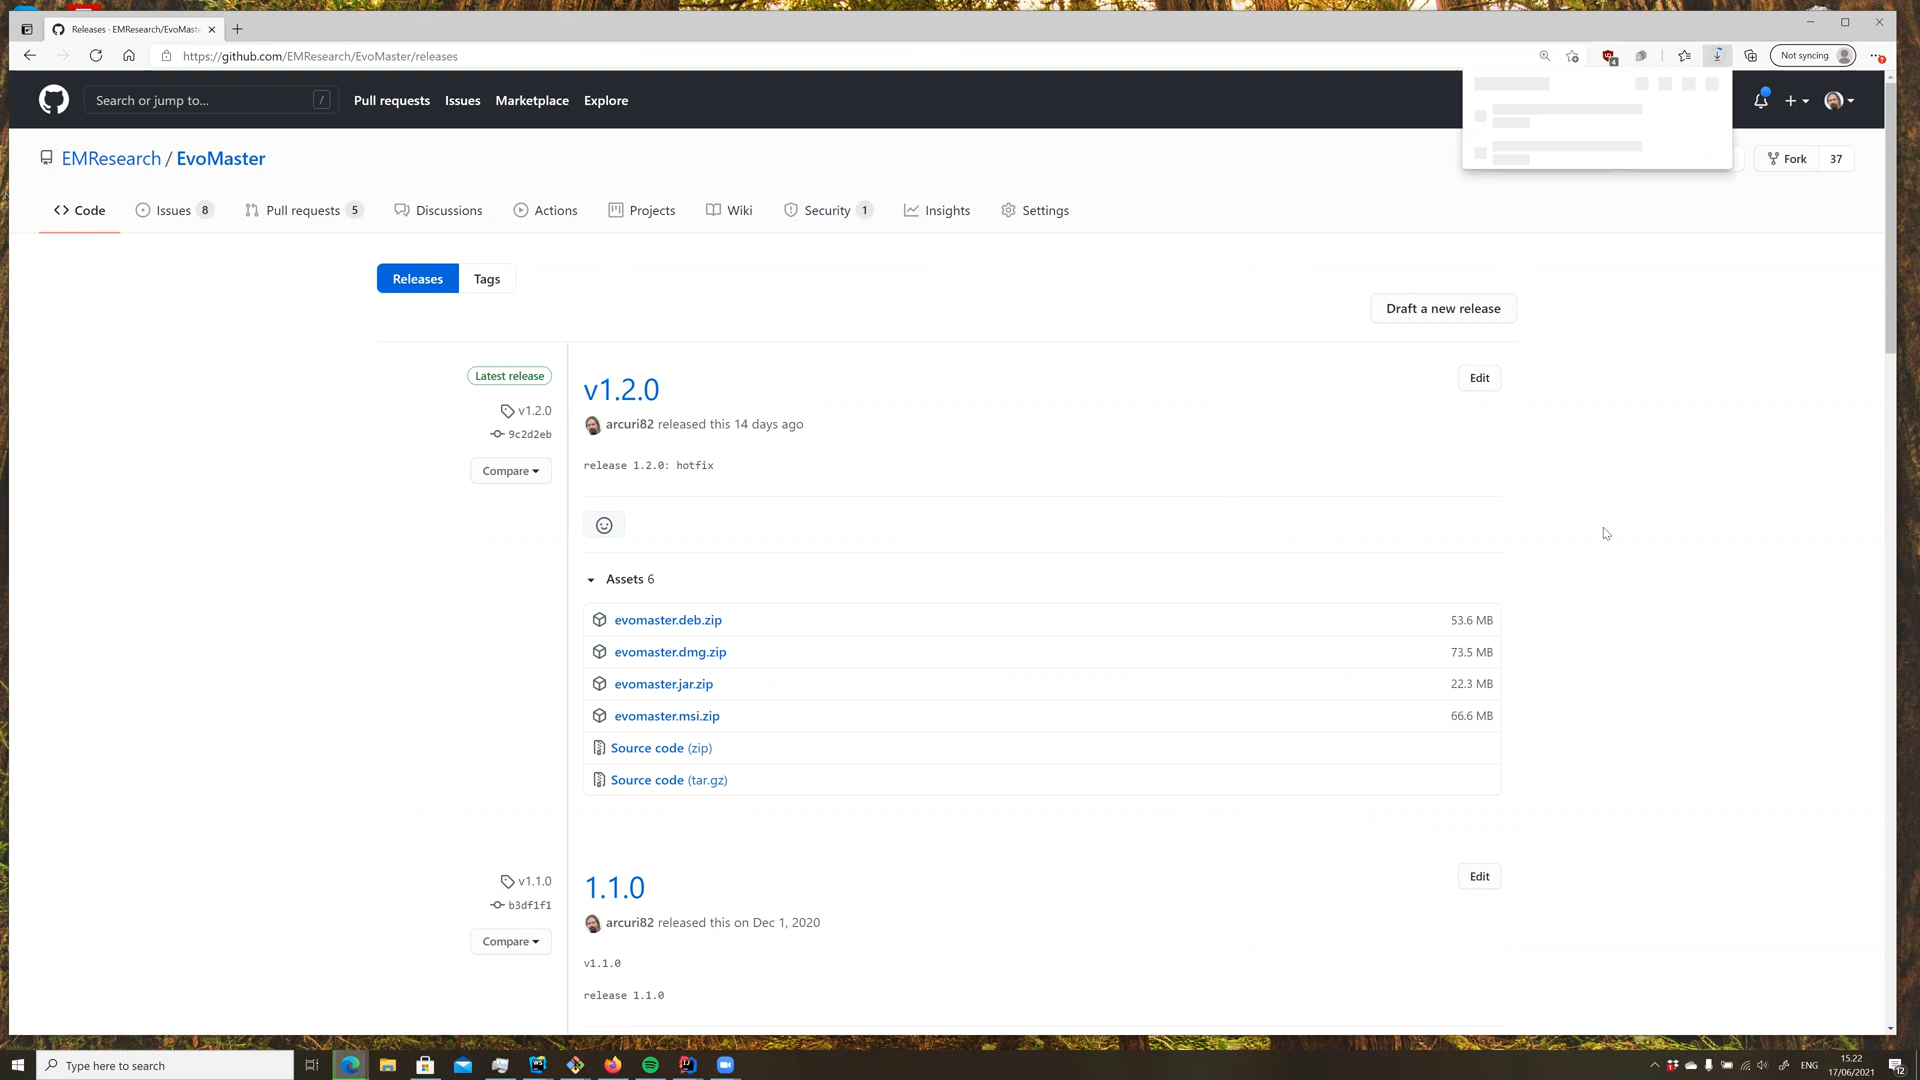 Releases · EMResearch/EvoMaste
https://github.com/EMResearch/EvoMaster/releases
4
Not syncing
Search or jump to...
/
Pull requests
Issues
Marketplace
Explore
EMResearch / EvoMaster
Fork
37
Code
Issues 8
Pull requests 5
Discussions
Actions
Projects
Wiki
Security 1
Insights
Settings
Releases
Tags
Draft a new release
Latest release
v1.2.0
9c2d2eb
Compare
v1.2.0
Edit
arcuri82 released this 14 days ago
release 1.2.0: hotfix
Assets 6
evomaster.deb.zip
53.6 MB
evomaster.dmg.zip
73.5 MB
evomaster.jar.zip
22.3 MB
evomaster.msi.zip
66.6 MB
Source code (zip)
Source code (tar.gz)
v1.1.0
b3df1f1
Compare
1.1.0
Edit
arcuri82 released this on Dec 1, 2020
v1.1.0
release 1.1.0
Type here to search
WS
ENG
15.22
17/06/2021
12